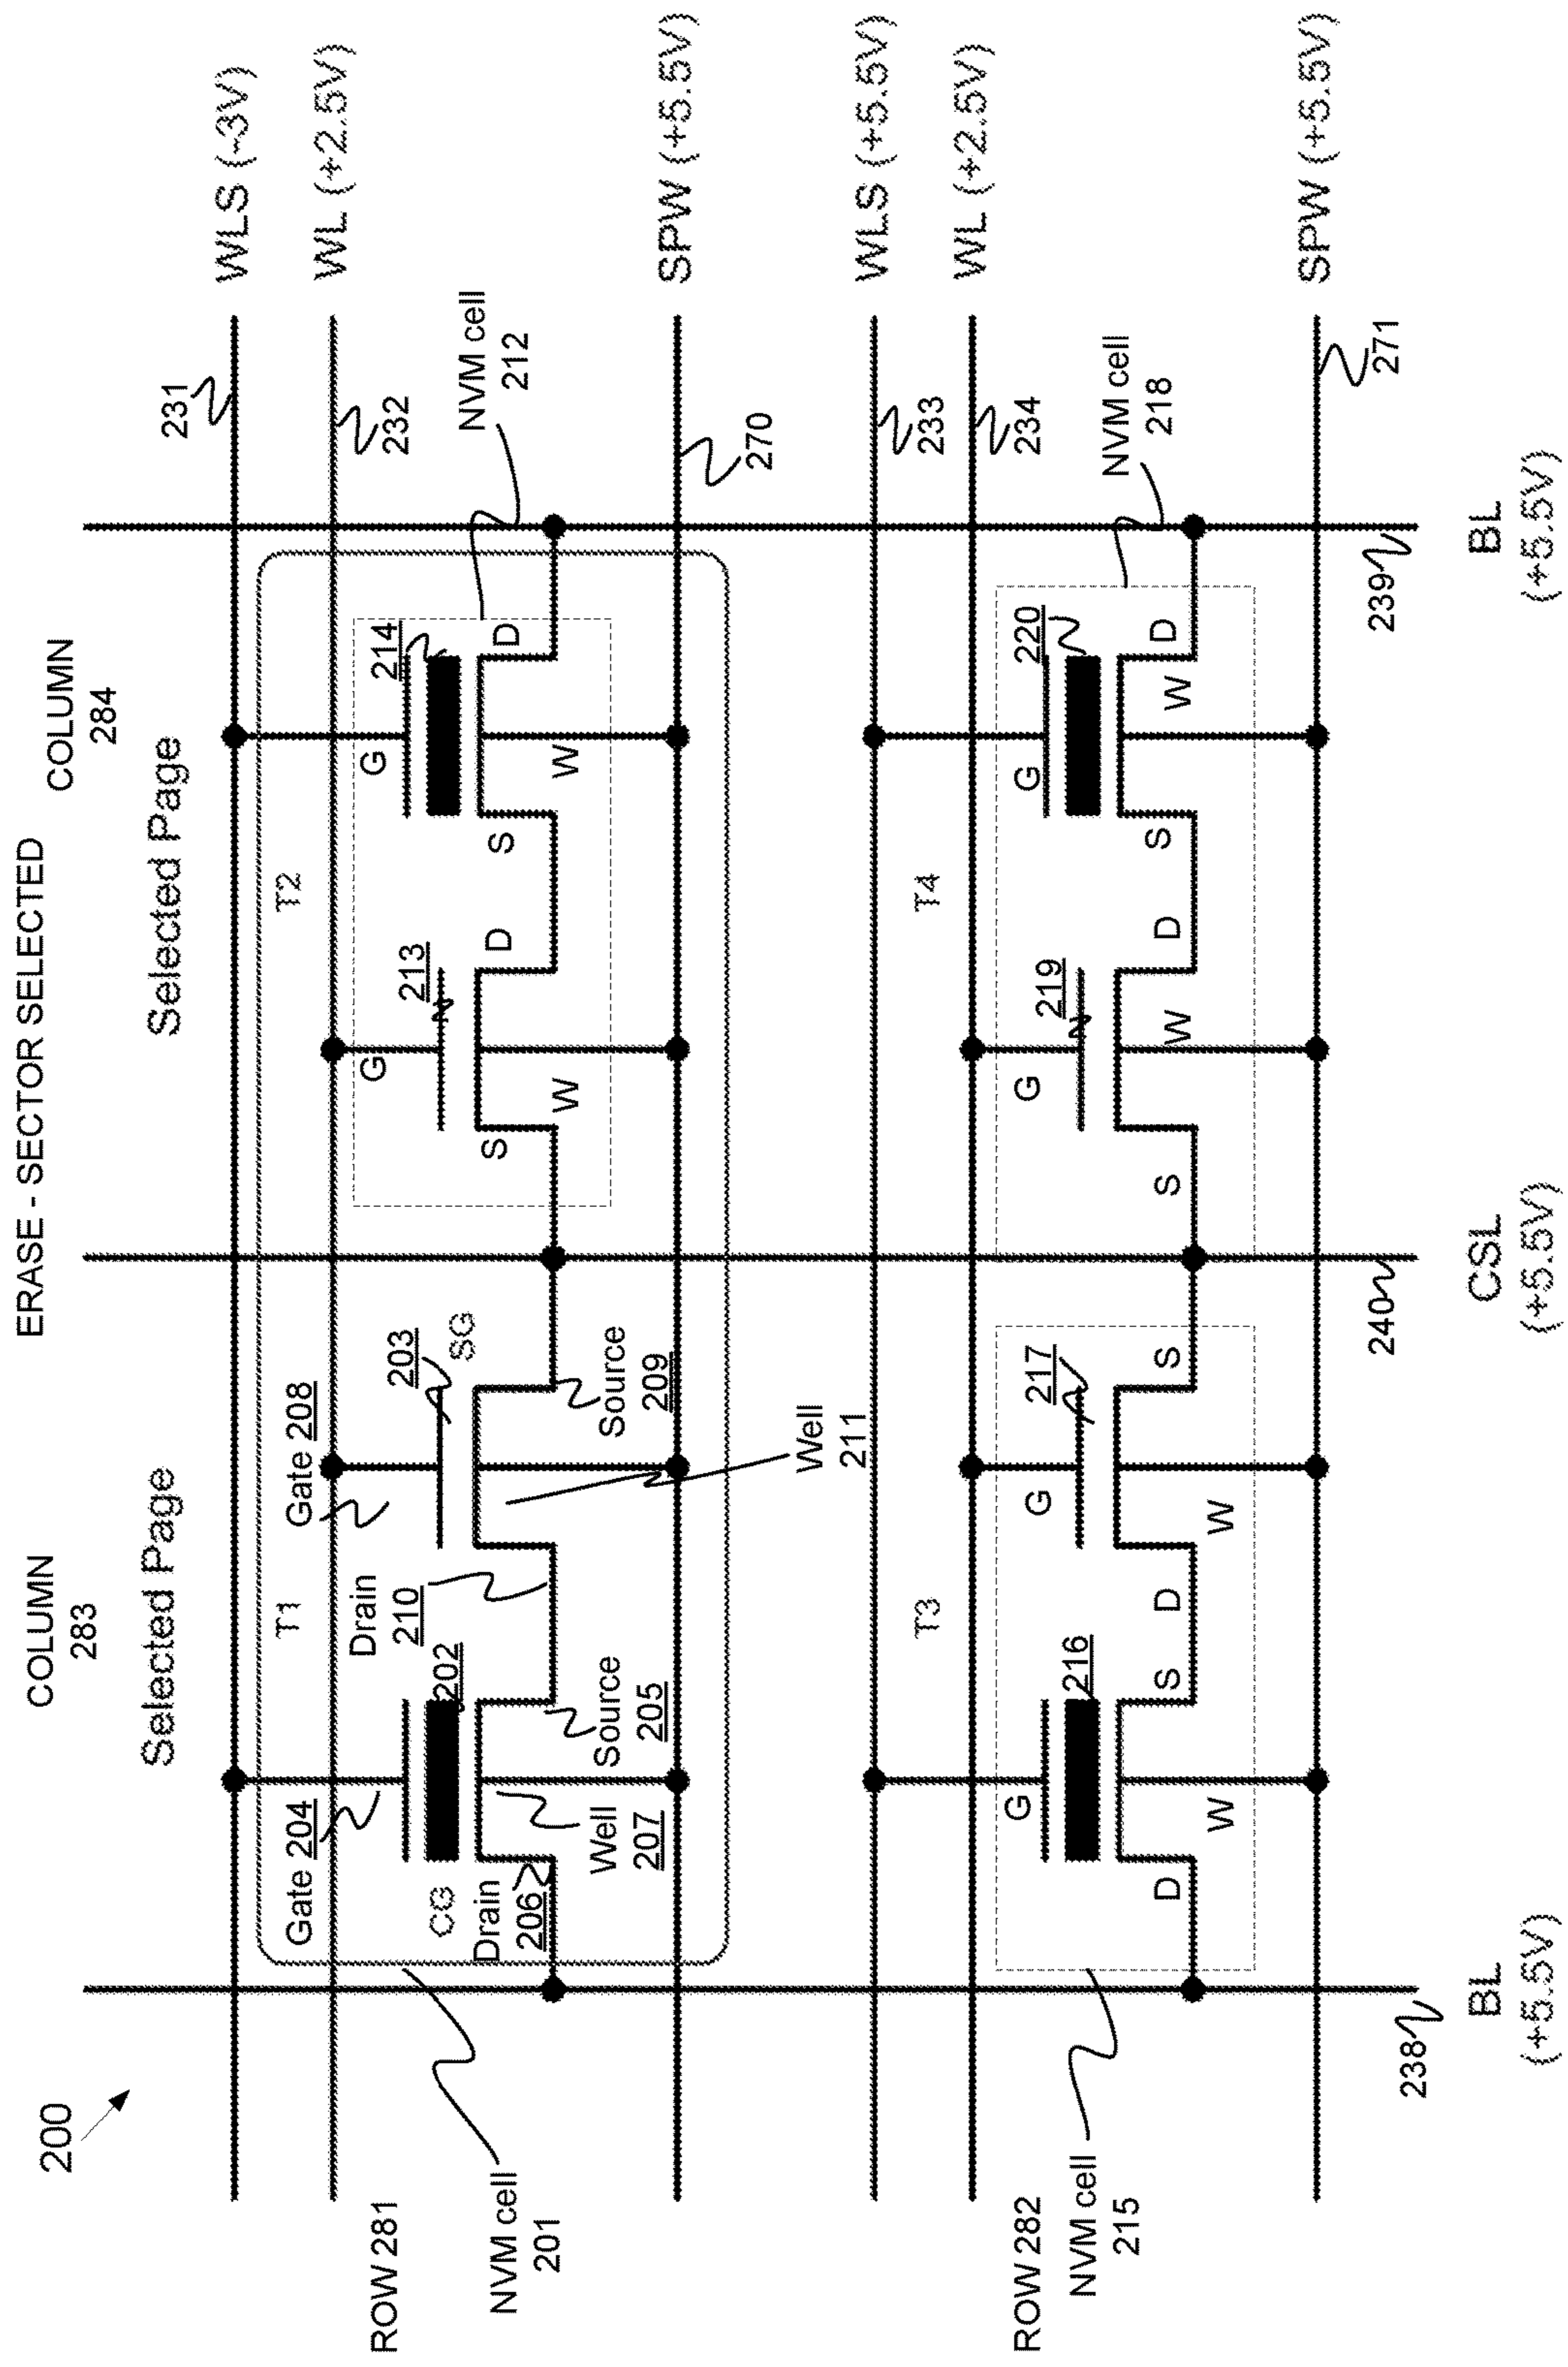 200
ERASE - SECTOR SELECTED
COLUMN
283
COLUMN
284
Selected Page
Selected Page
231
WLS (-3V)
T1
T2
WL (+2.5V)
232
Gate 204
Gate 208
Drain
210
202
203
SG
CG
G
213
G
214
NVM cell
212
ROW 281
NVM cell
201
Drain
206
Well
207
Source
205
Source
209
S
D
W
S
D
W
SPW (+5.5V)
270
Well
211
WLS (+5.5V)
233
T3
T4
WL (+2.5V)
234
ROW 282
NVM cell
215
G
216
G
217
G
219
G
220
NVM cell
218
D
W
S
D
W
S
S
W
D
S
W
D
SPW (+5.5V)
271
238
240
239
BL
(+5.5V)
CSL
(+5.5V)
BL
(+5.5V)